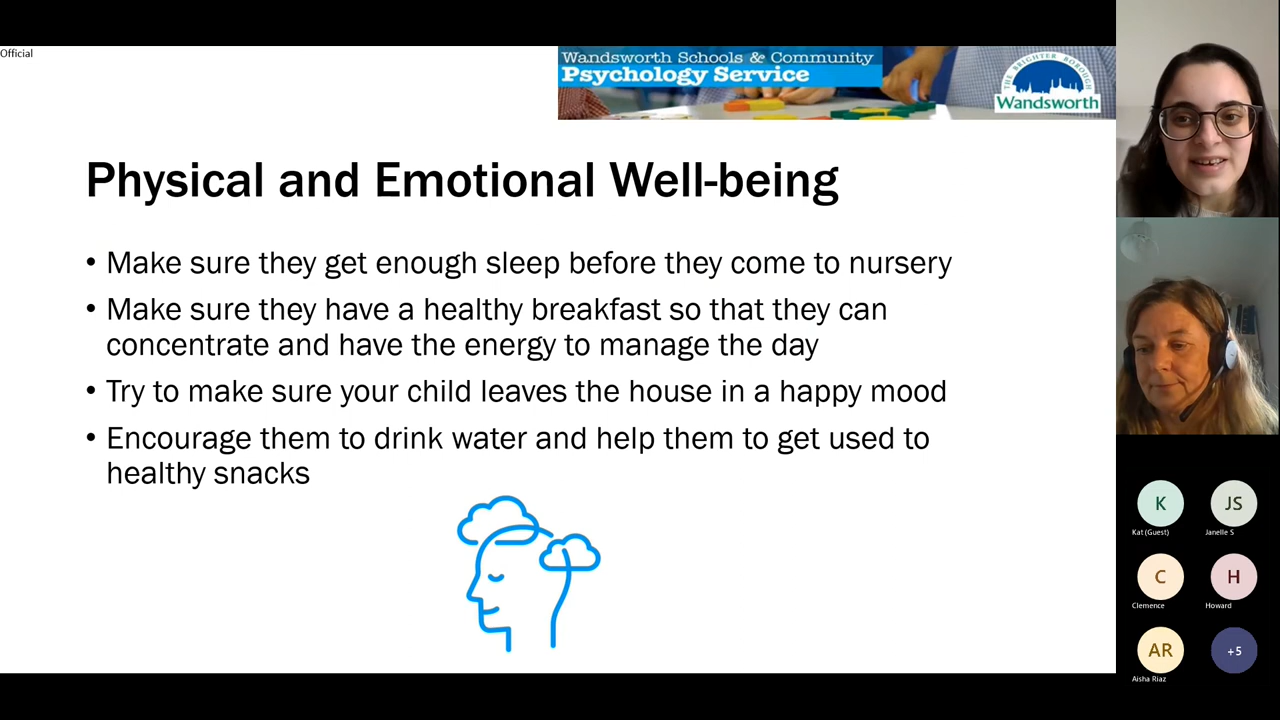 Official
Wandsworth Schools & Community
Psychology Service
THE BRIGHTER BOROUGH
Wandsworth
Physical and Emotional Well-being
• Make sure they get enough sleep before they come to nursery
• Make sure they have a healthy breakfast so that they can
concentrate and have the energy to manage the day
• Try to make sure your child leaves the house in a happy mood
• Encourage them to drink water and help them to get used to
healthy snacks
K
JS
Kat (Guest)
Janelle S
C
H
Clemence
Howard
AR
+5
Aisha Riaz